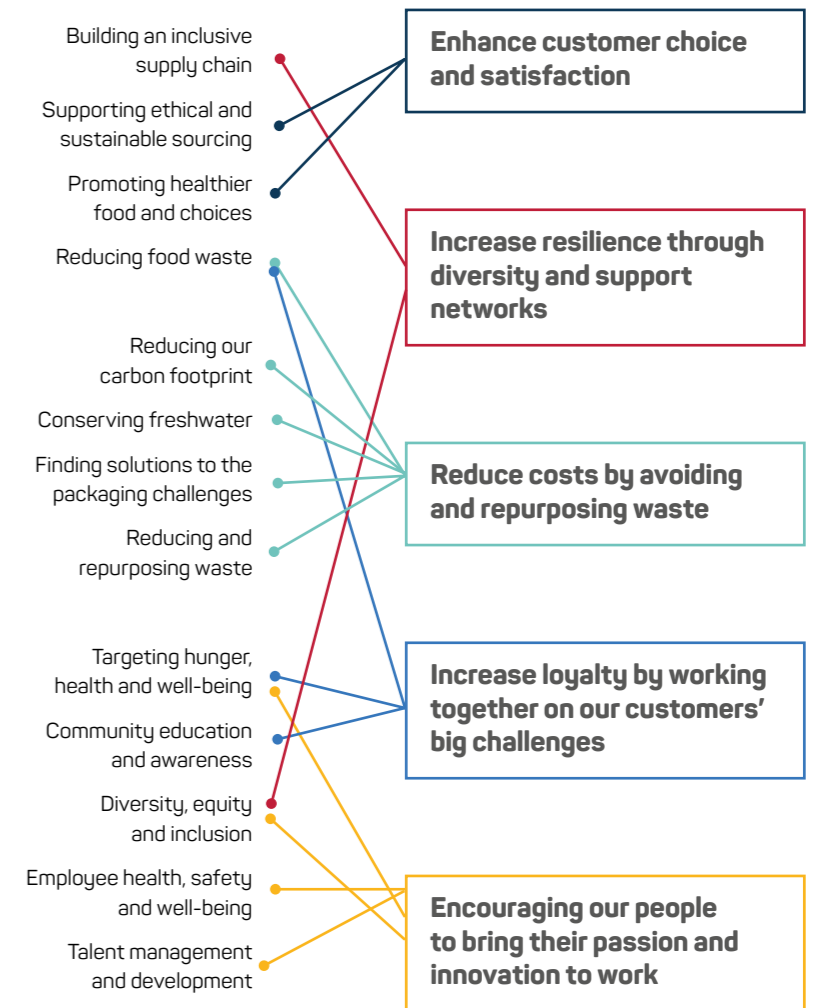 Building an inclusive
supply chain
Supporting ethical and
sustainable sourcing
Promoting healthier
food and choices
Reducing food waste
Reducing our
carbon footprint
Conserving freshwater
Finding solutions to the
packaging challenges
Reducing and
repurposing waste
Targeting hunger,
health and well-being
Community education
and awareness
Diversity, equity
and inclusion
Employee health, safety
and well-being
Talent management
and development
Enhance customer choice
and satisfaction
Increase resilience through
diversity and support
networks
Reduce costs by avoiding
and repurposing waste
Increase loyalty by working
together on our customers’
big challenges
Encouraging our people
to bring their passion and
innovation to work